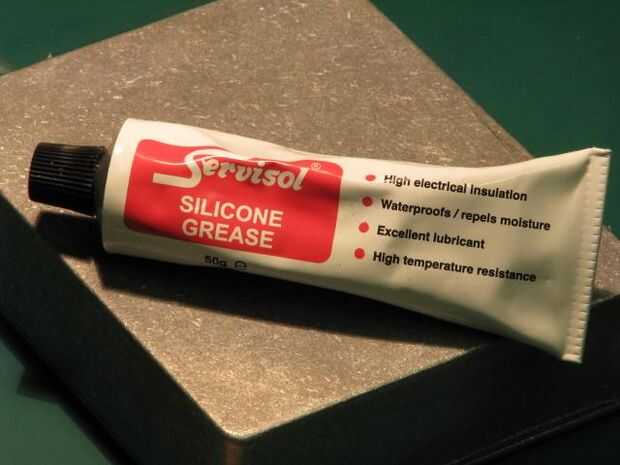 Servisol®
SILICONE
GREASE
50g ℮
High electrical insulation
Waterproofs / repels moisture
Excellent lubricant
High temperature resistance